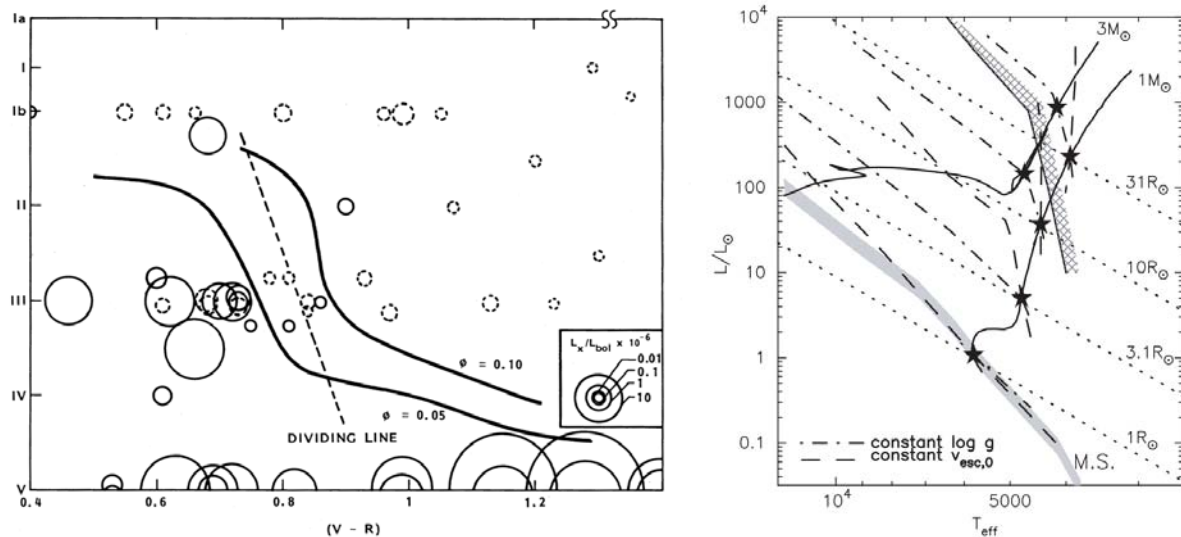 Ia
I
Ib
II
III
IV
V
ø = 0.10
ø = 0.05
DIVIDING LINE
Lx/Lbol x 10-6
0.01
0.1
1
10
0.4
0.6
0.8
1
1.2
(V - R)
10⁴
1000
100
10
1
0.1
L/L☉
3M☉
1M☉
31R☉
10R☉
3.1R☉
1R☉
constant log g
constant vesc,0
M.S.
10⁴
5000
Teff